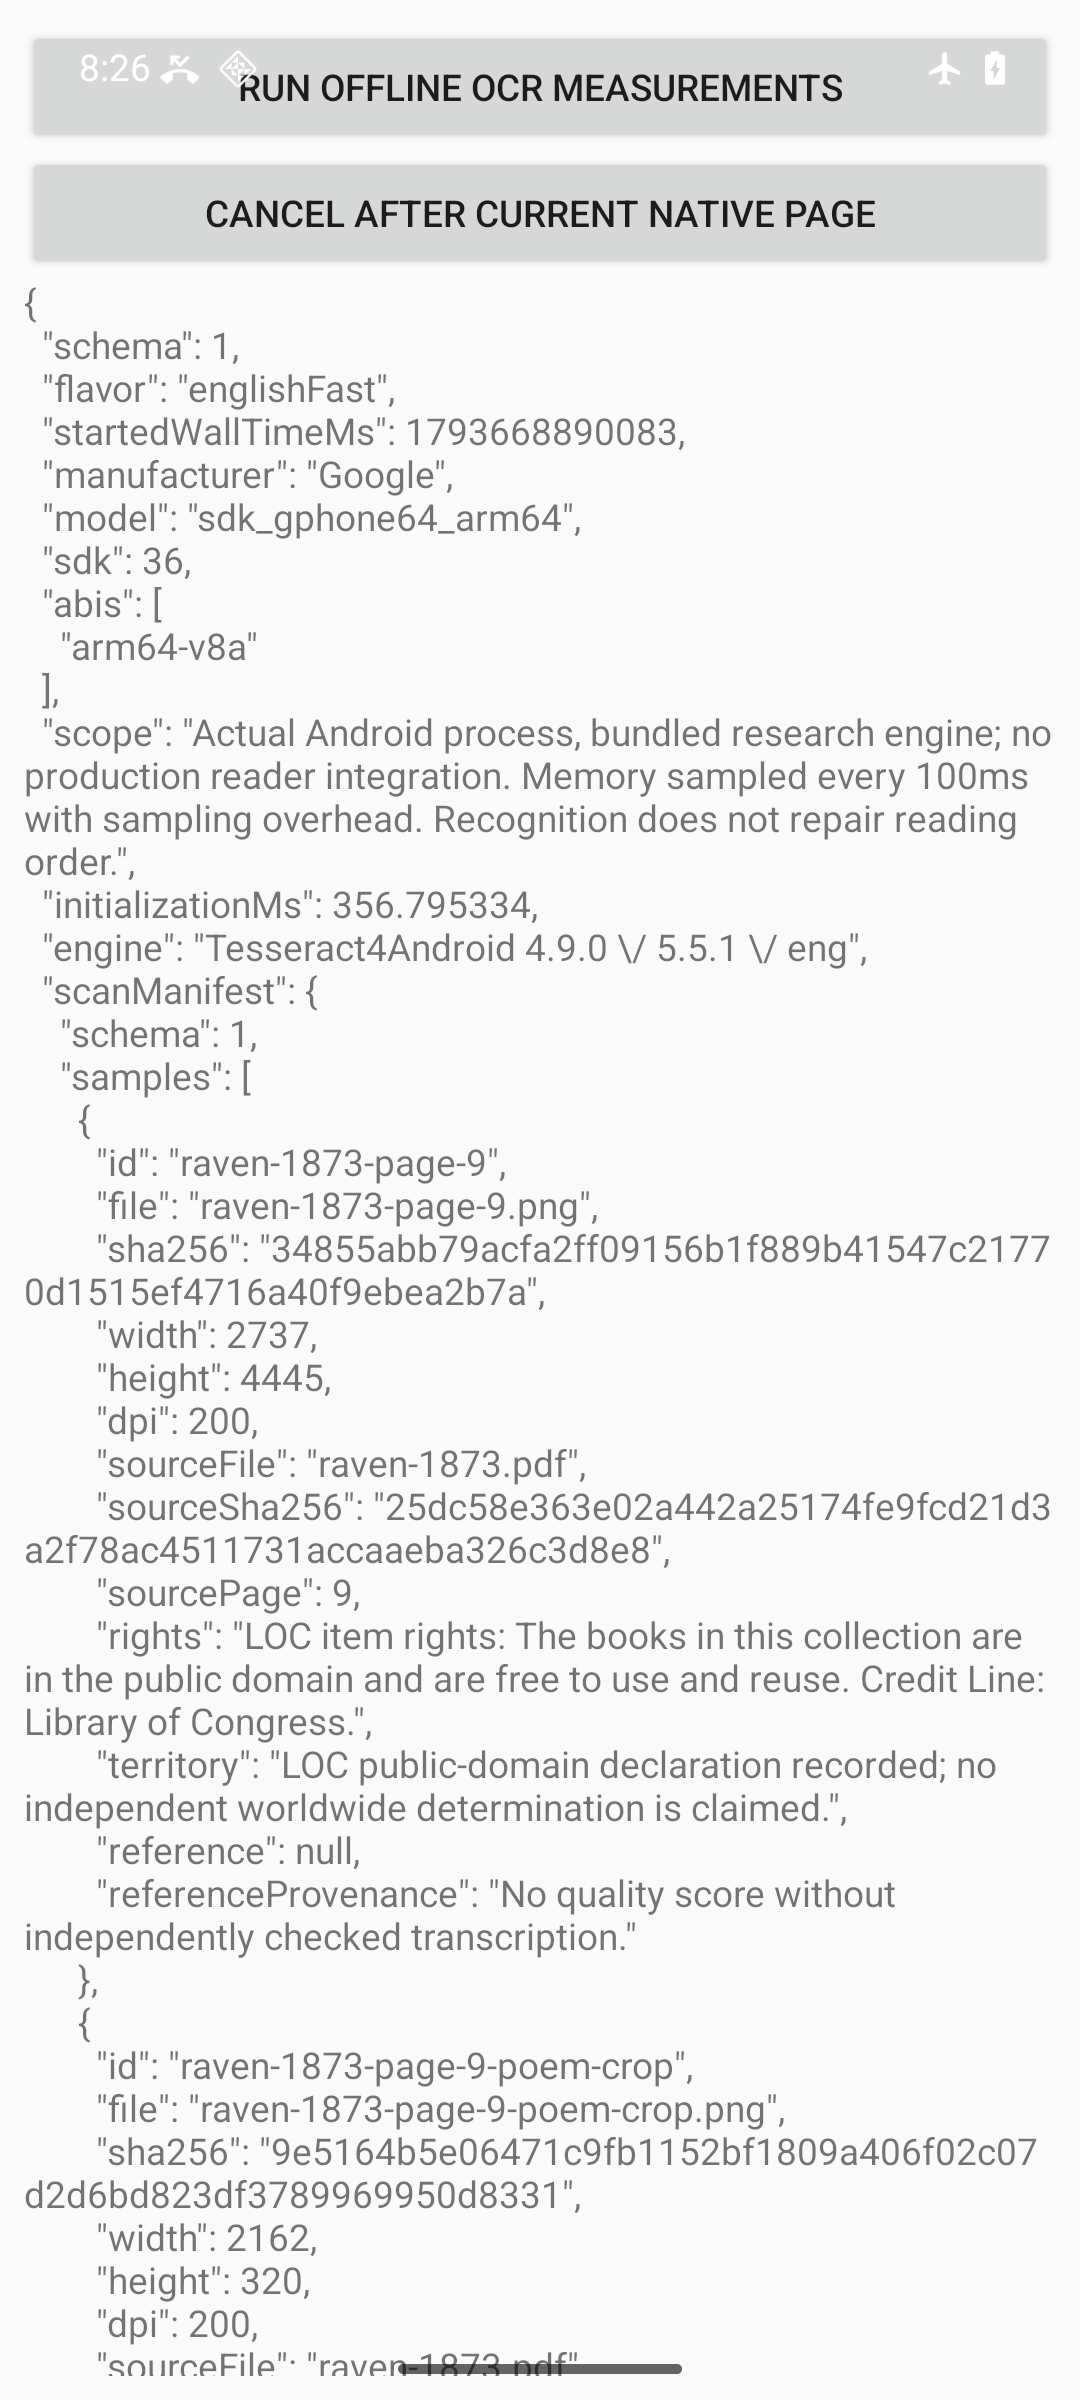 8:26
RUN OFFLINE OCR MEASUREMENTS
CANCEL AFTER CURRENT NATIVE PAGE
{
"schema": 1,
"flavor": "englishFast",
"startedWallTimeMs": 1793668890083,
"manufacturer": "Google",
"model": "sdk_gphone64_arm64",
"sdk": 36,
"abis": [
"arm64-v8a"
],
"scope": "Actual Android process, bundled research engine; no
production reader integration. Memory sampled every 100ms
with sampling overhead. Recognition does not repair reading
order.",
"initializationMs": 356.795334,
"engine": "Tesseract4Android 4.9.0 \/ 5.5.1 \/ eng",
"scanManifest": {
"schema": 1,
"samples": [
{
"id": "raven-1873-page-9",
"file": "raven-1873-page-9.png",
"sha256": "34855abb79acfa2ff09156b1f889b41547c2177
0d1515ef4716a40f9ebea2b7a",
"width": 2737,
"height": 4445,
"dpi": 200,
"sourceFile": "raven-1873.pdf",
"sourceSha256": "25dc58e363e02a442a25174fe9fcd21d3
a2f78ac4511731accaaeba326c3d8e8",
"sourcePage": 9,
"rights": "LOC item rights: The books in this collection are
in the public domain and are free to use and reuse. Credit Line:
Library of Congress.",
"territory": "LOC public-domain declaration recorded; no
independent worldwide determination is claimed.",
"reference": null,
"referenceProvenance": "No quality score without
independently checked transcription."
},
{
"id": "raven-1873-page-9-poem-crop",
"file": "raven-1873-page-9-poem-crop.png",
"sha256": "9e5164b5e06471c9fb1152bf1809a406f02c07
d2d6bd823df3789969950d8331",
"width": 2162,
"height": 320,
"dpi": 200,
"sourceFile": "raven-1873.pdf"